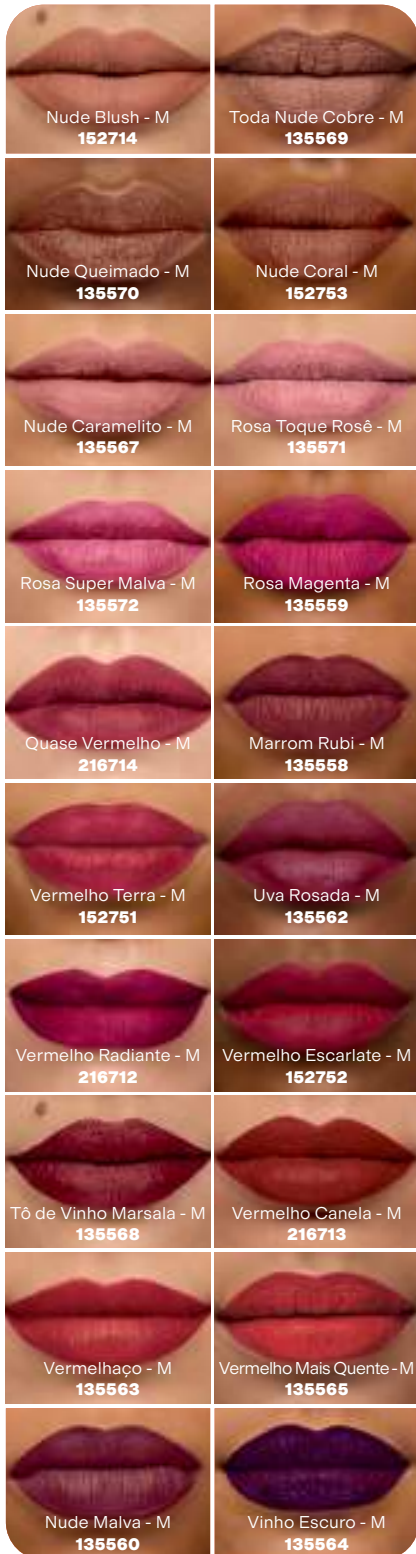 Nude Blush - M
152714
Toda Nude Cobre - M
135569
Nude Queimado - M
135570
Nude Coral - M
152753
Nude Caramelito - M
135567
Rosa Toque Rosê - M
135571
Rosa Super Malva - M
135572
Rosa Magenta - M
135559
Quase Vermelho - M
216714
Marrom Rubi - M
135558
Vermelho Terra - M
152751
Uva Rosada - M
135562
Vermelho Radiante - M
216712
Vermelho Escarlate - M
152752
Tô de Vinho Marsala - M
135568
Vermelho Canela - M
216713
Vermelhaço - M
135563
Vermelho Mais Quente - M
135565
Nude Malva - M
135560
Vinho Escuro - M
135564